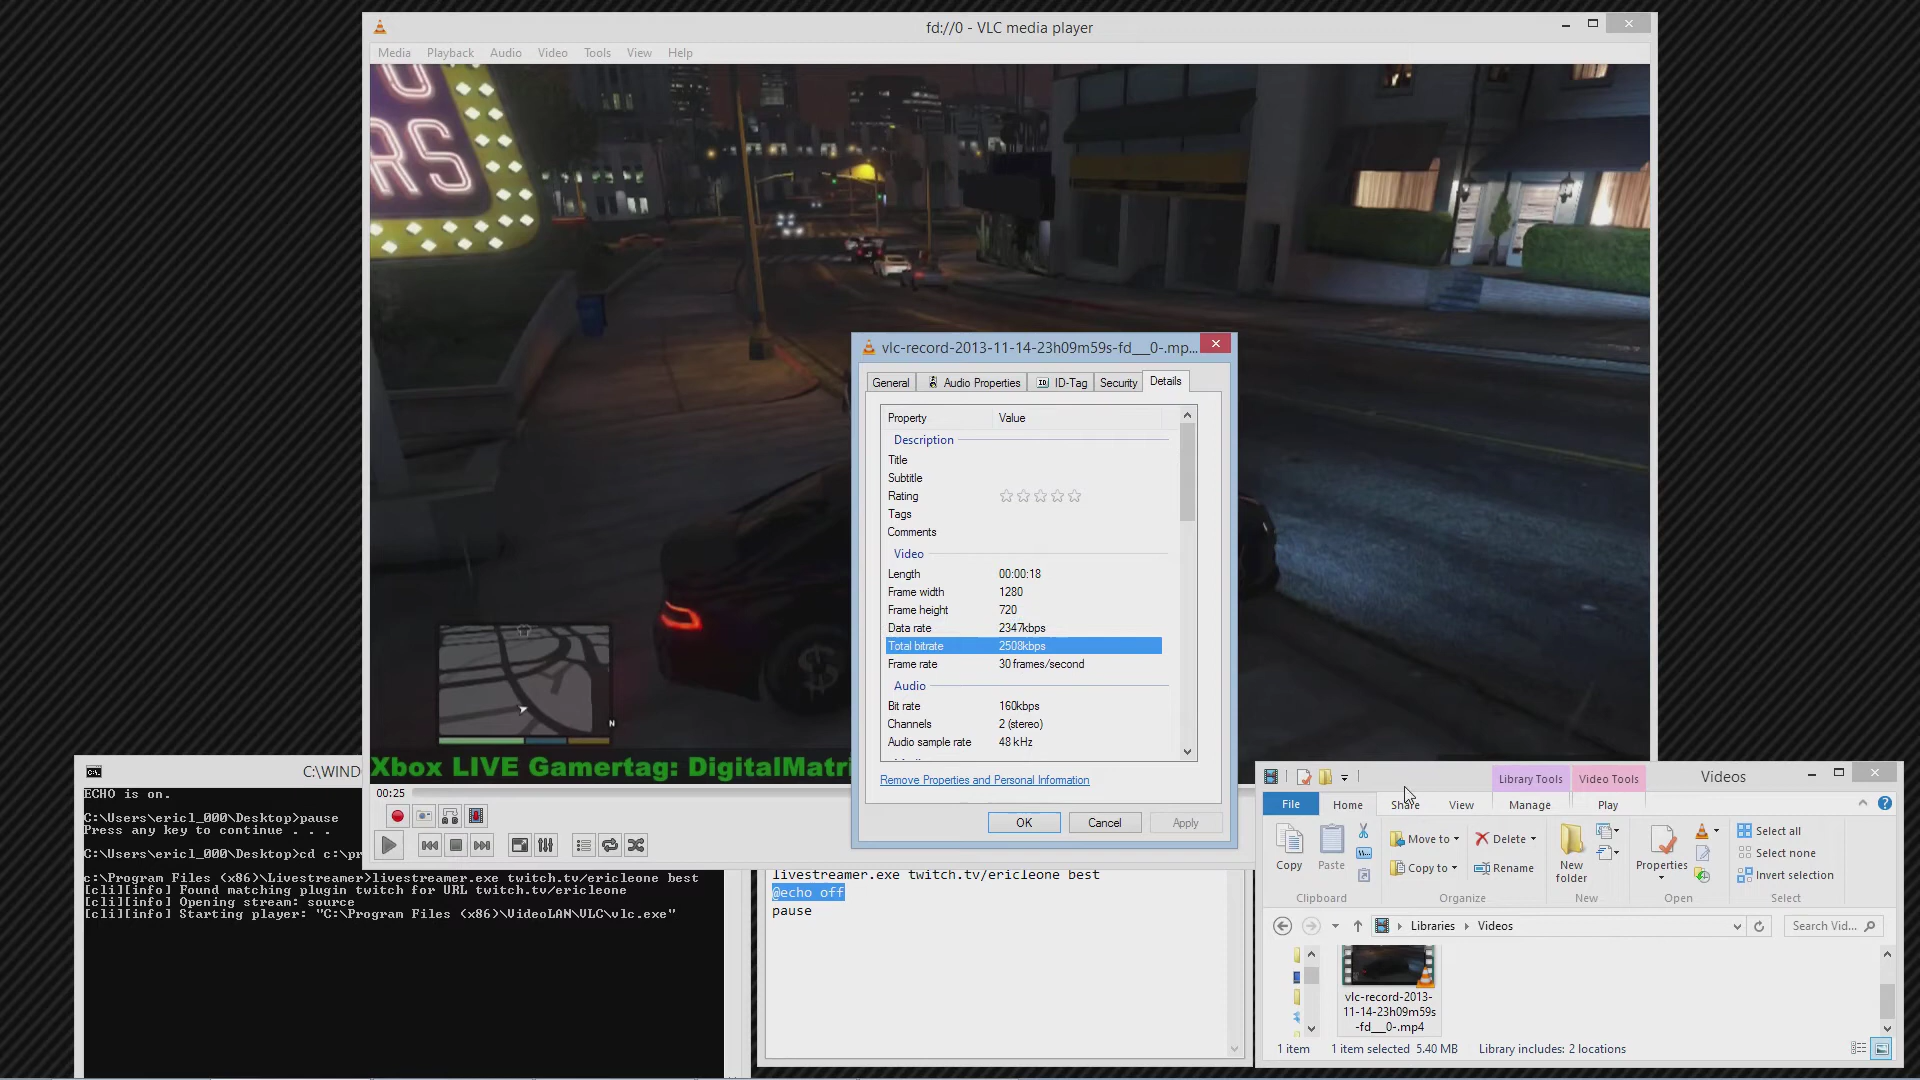 fd://0 - VLC media player
Media Playback Audio Video Tools View Help
RS
N
Xbox LIVE Gamertag: DigitalMatri
00:25
vlc-record-2013-11-14-23h09m59s-fd___0-.mp...
General Audio Properties ID-Tag Security Details
Property Value
Description
Title
Subtitle
Rating
Tags
Comments
Video
Length 00:00:18
Frame width 1280
Frame height 720
Data rate 2347kbps
Total bitrate 2508kbps
Frame rate 30 frames/second
Audio
Bit rate 160kbps
Channels 2 (stereo)
Audio sample rate 48 kHz
Remove Properties and Personal Information
OK Cancel Apply
C:\WIND
ECHO is on.
C:\Users\ericl_000\Desktop>pause
Press any key to continue . . .
C:\Users\ericl_000\Desktop>cd c:\pr
c:\Program Files (x86)\Livestreamer>livestreamer.exe twitch.tv/ericleone best
[cli][info] Found matching plugin twitch for URL twitch.tv/ericleone
[cli][info] Opening stream: source
[cli][info] Starting player: "C:\Program Files (x86)\VideoLAN\VLC\vlc.exe"
livestreamer.exe twitch.tv/ericleone best
@echo off
pause
Library Tools Video Tools Videos
File Home Share View Manage Play
Copy Paste
Move to
Copy to
Delete
Rename
New folder
Properties
Select all
Select none
Invert selection
Clipboard Organize New Open Select
Libraries Videos
Search Vid...
vlc-record-2013-
11-14-23h09m59s
-fd___0-.mp4
1 item 1 item selected 5.40 MB Library includes: 2 locations